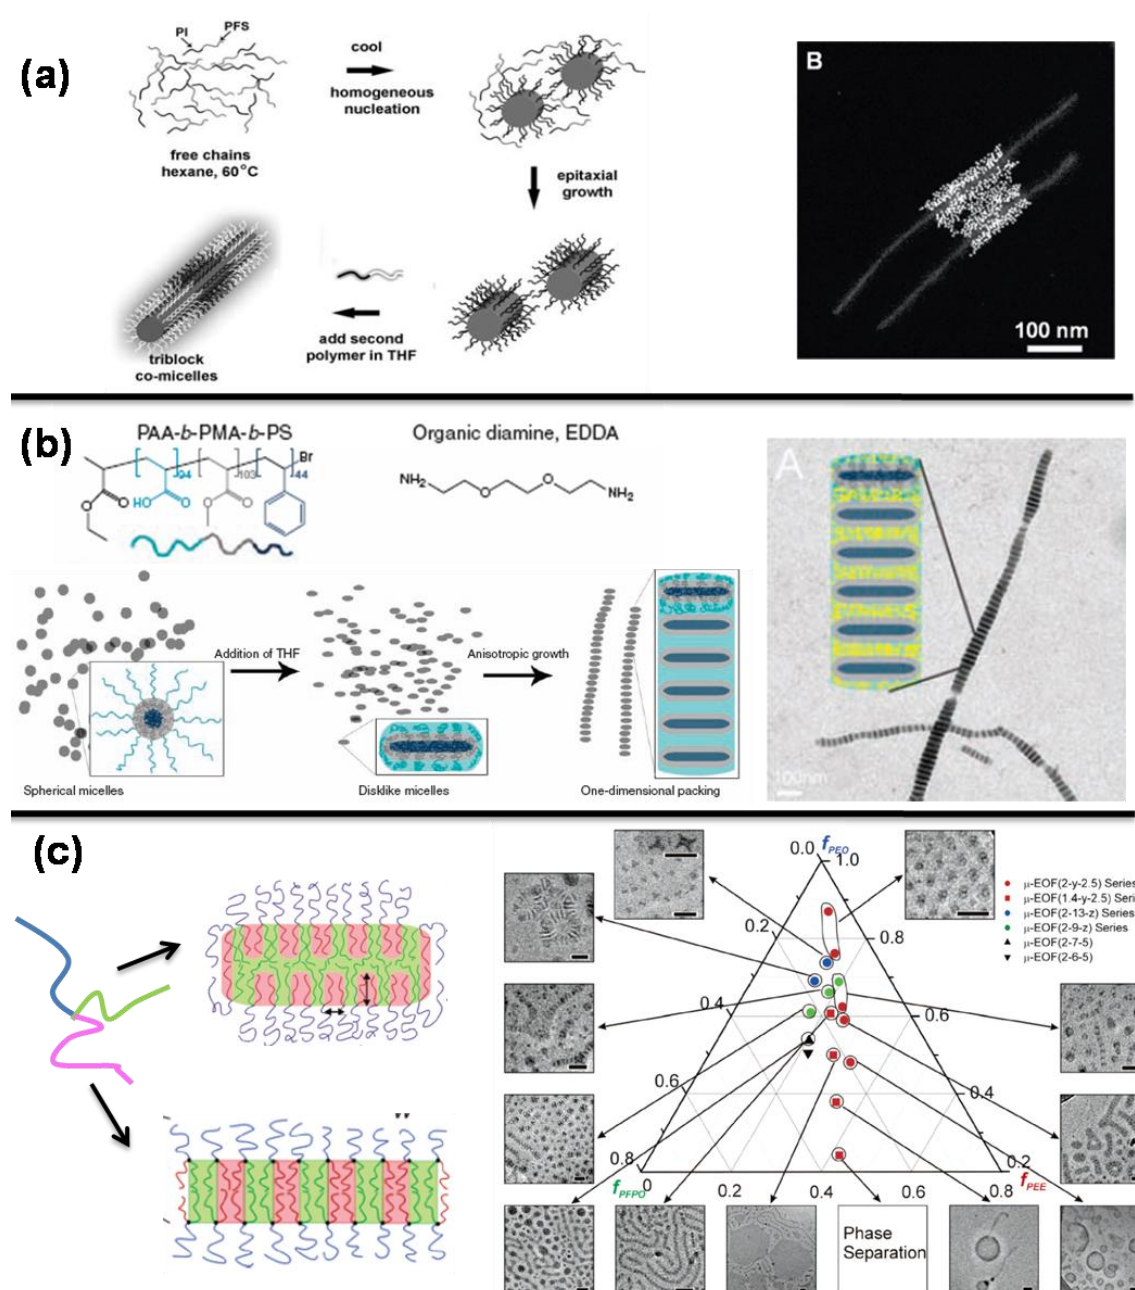 (a)
PI
PFS
cool
homogeneous
nucleation
free chains
hexane, 60°C
epitaxial
growth
add second
polymer in THF
triblock
co-micelles
B
100 nm
(b)
PAA-b-PMA-b-PS
Organic diamine, EDDA
Br
94
103
44
HO
O
O
O
NH₂
O
O
NH₂
Addition of THF
Anisotropic growth
Spherical micelles
Disklike micelles
One-dimensional packing
A
100nm
(c)
fPEO
0.0
1.0
0.2
0.8
0.4
0.6
0.6
0.4
0.8
0.2
fPFPO
fPEE
0
0.2
0.4
0.6
0.8
μ-EOF(2-y-2.5) Series
μ-EOF(1.4-y-2.5) Seri
μ-EOF(2-13-z) Series
μ-EOF(2-9-z) Series
μ-EOF(2-7-5)
μ-EOF(2-6-5)
Phase
Separation